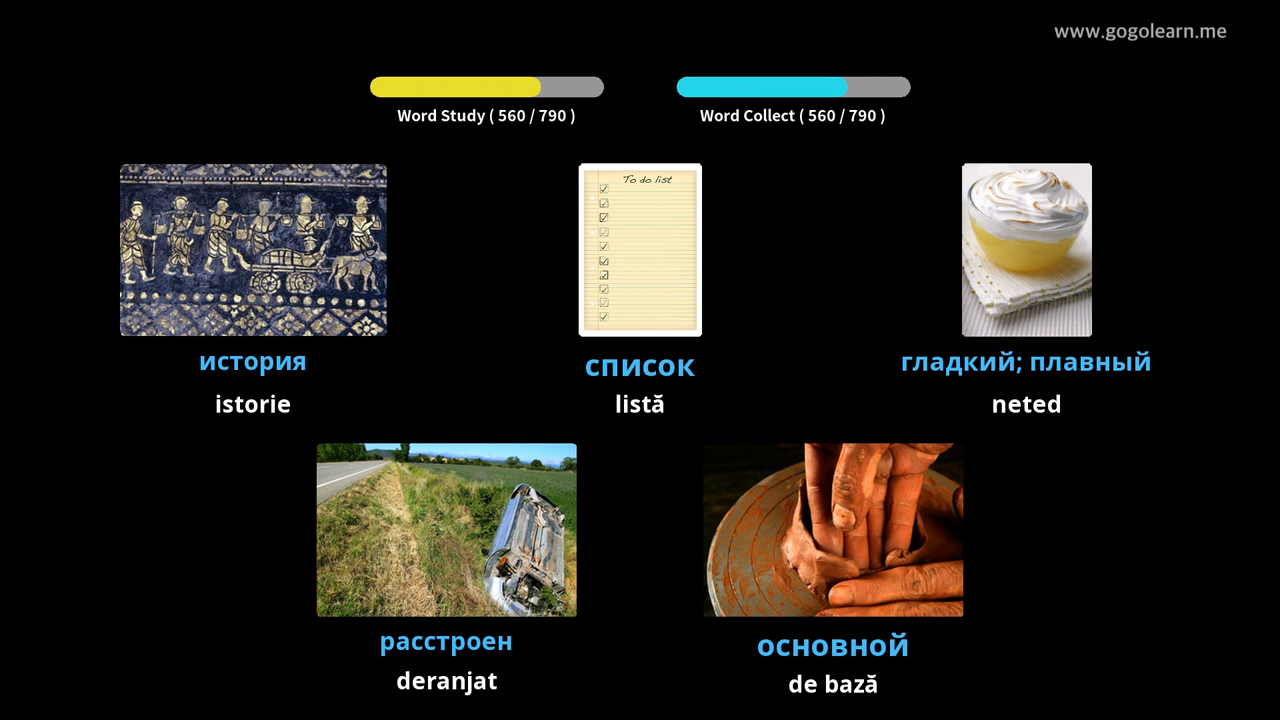 www.gogolearn.me
Word Study ( 560 / 790 )
Word Collect ( 560 / 790 )
To do list
история
список
гладкий; плавный
istorie
listă
neted
расстроен
основной
deranjat
de bază